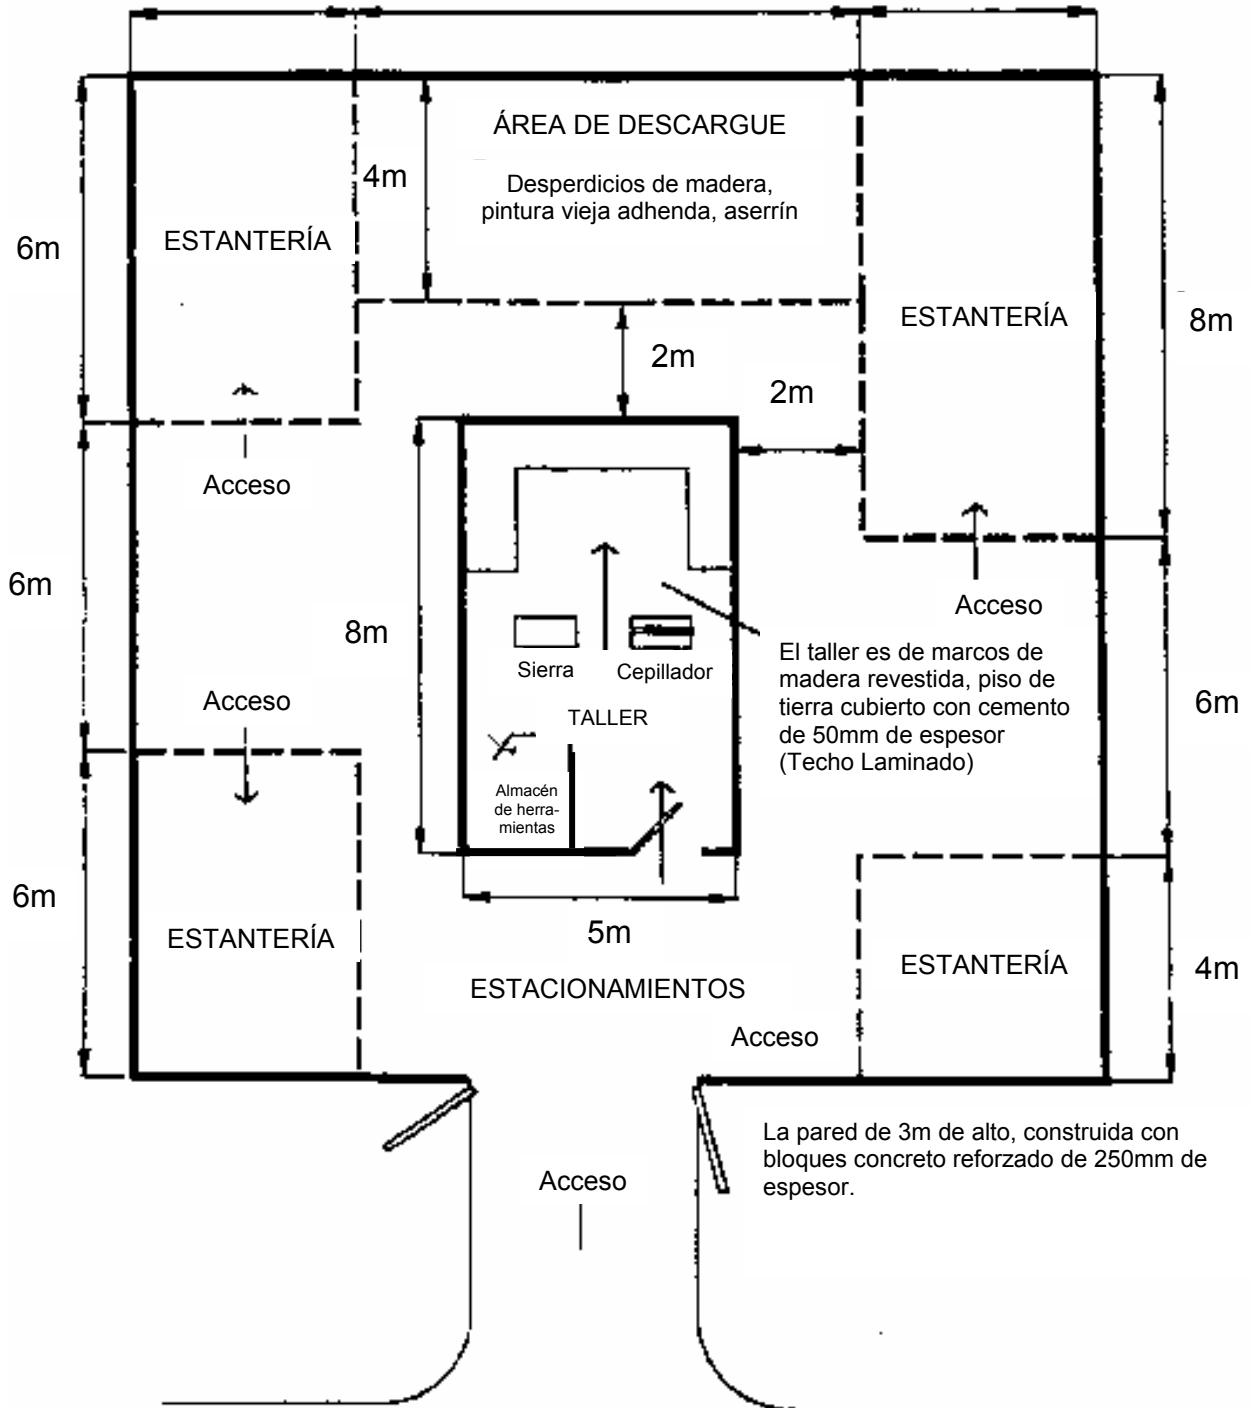 ÁREA DE DESCARGUE
4m
Desperdicios de madera,
pintura vieja adhenda, aserrín
6m
ESTANTERÍA
ESTANTERÍA
8m
2m
2m
Acceso
6m
Acceso
8m
El taller es de marcos de
madera revestida, piso de
tierra cubierto con cemento
de 50mm de espesor
(Techo Laminado)
Sierra
Cepillador
Acceso
6m
TALLER
Almacén
de herra-
mientas
6m
5m
ESTANTERÍA
ESTANTERÍA
4m
ESTACIONAMIENTOS
Acceso
La pared de 3m de alto, construida con
bloques concreto reforzado de 250mm de
espesor.
Acceso